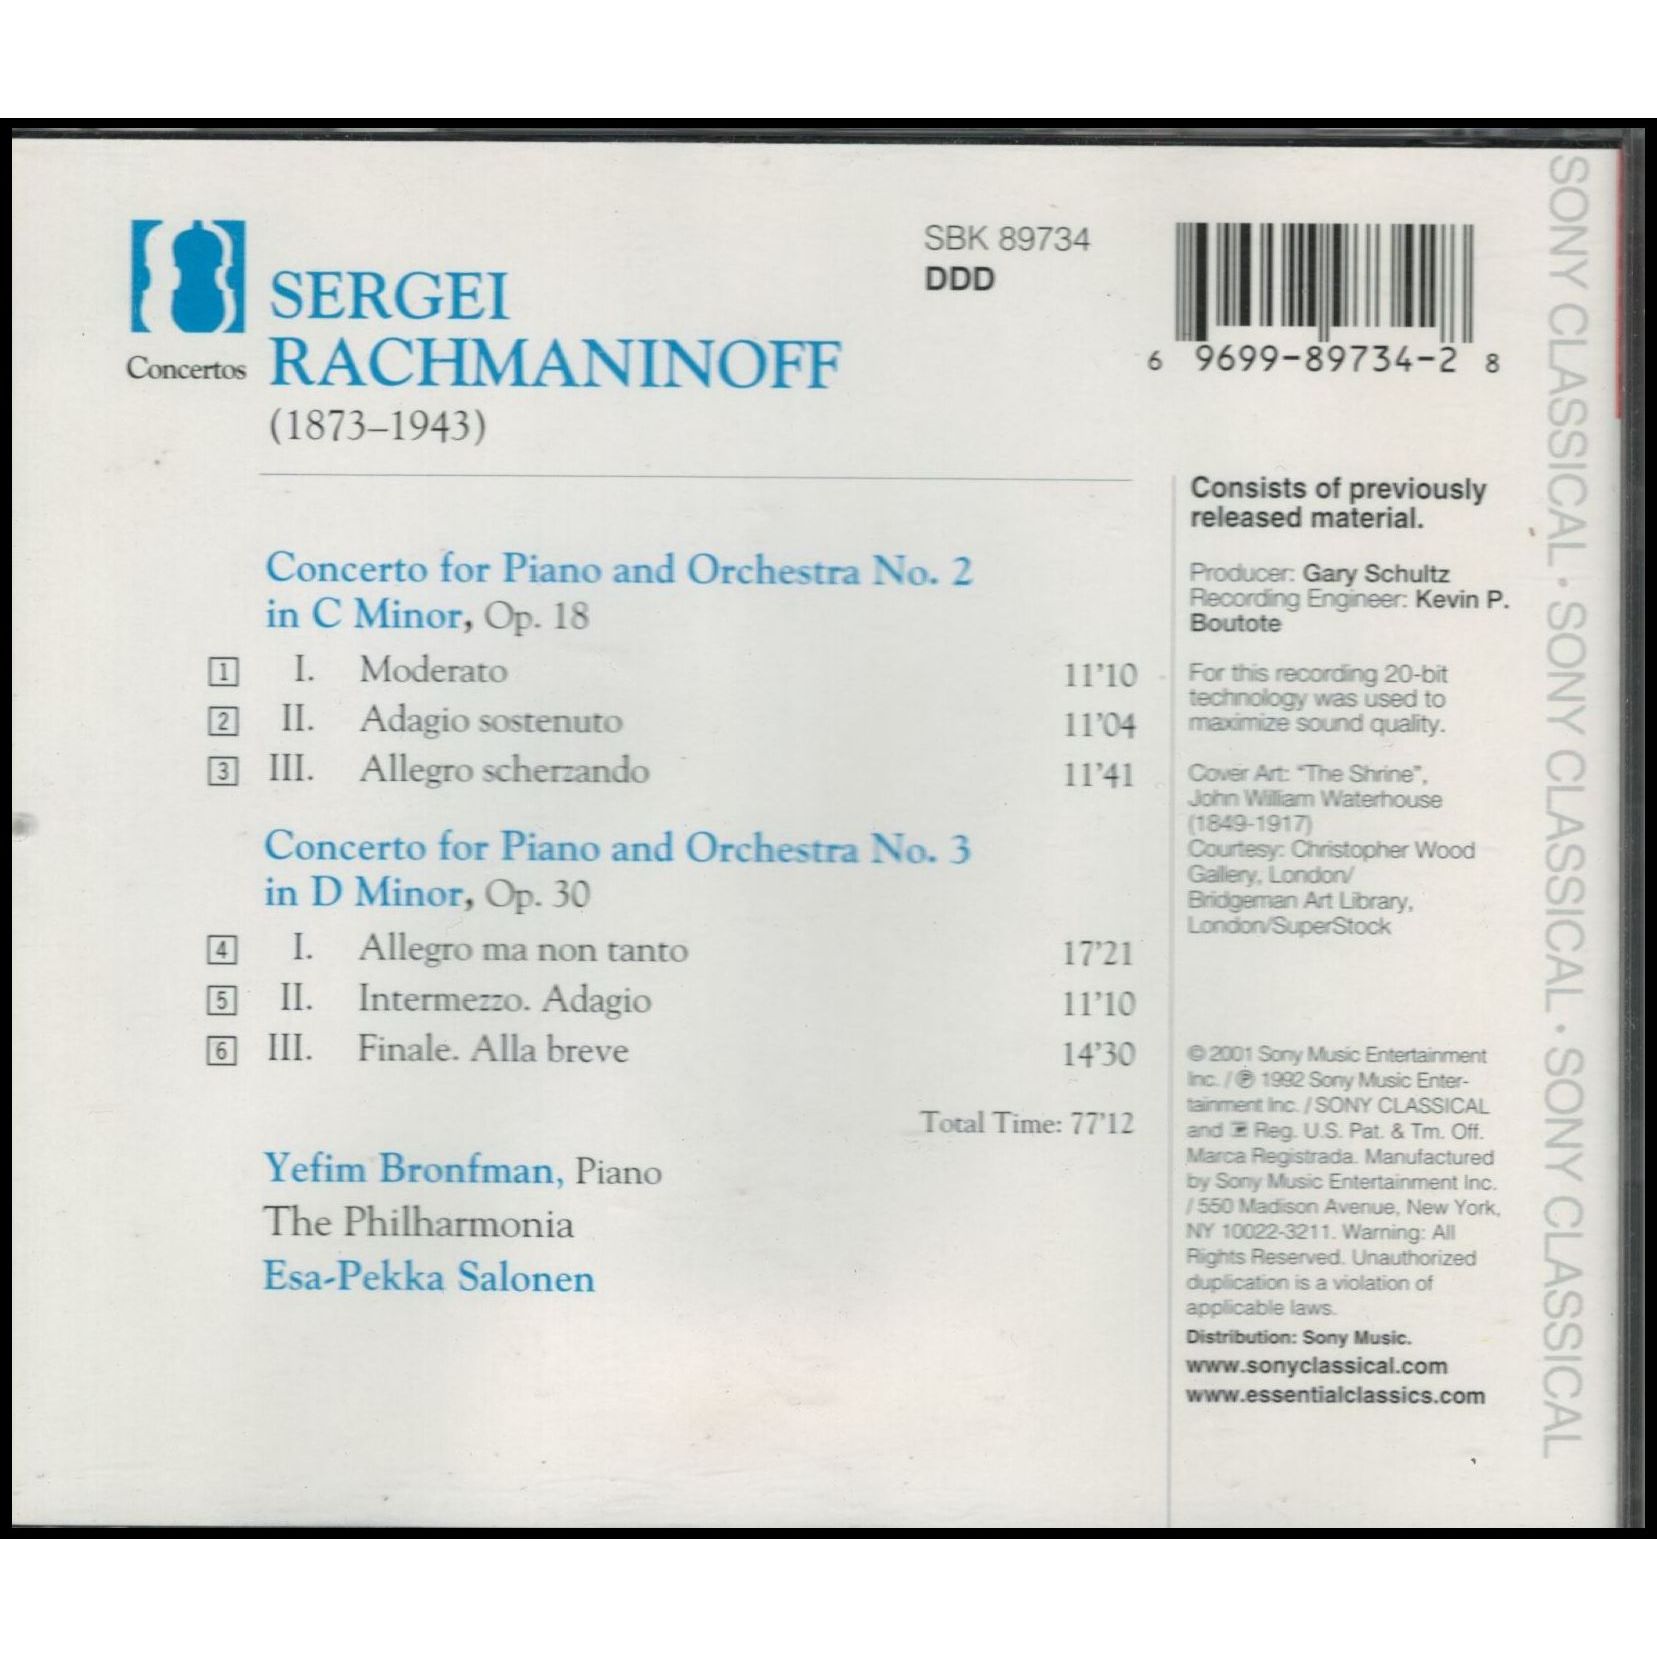 Concertos
SERGEI
RACHMANINOFF
(1873–1943)
SBK 89734
DDD
6 9699-89734-2 8
Concerto for Piano and Orchestra No. 2
in C Minor, Op. 18
1 I. Moderato 11'10
2 II. Adagio sostenuto 11'04
3 III. Allegro scherzando 11'41
Concerto for Piano and Orchestra No. 3
in D Minor, Op. 30
4 I. Allegro ma non tanto 17'21
5 II. Intermezzo. Adagio 11'10
6 III. Finale. Alla breve 14'30
Total Time: 77'12
Yefim Bronfman, Piano
The Philharmonia
Esa-Pekka Salonen
Consists of previously
released material.
Producer: Gary Schultz
Recording Engineer: Kevin P.
Boutote
For this recording 20-bit
technology was used to
maximize sound quality.
Cover Art: "The Shrine",
John William Waterhouse
(1849-1917)
Courtesy: Christopher Wood
Gallery, London/
Bridgeman Art Library,
London/SuperStock
© 2001 Sony Music Entertainment
Inc. / ℗ 1992 Sony Music Enter-
tainment Inc. / SONY CLASSICAL
and Reg. U.S. Pat. & Tm. Off.
Marca Registrada. Manufactured
by Sony Music Entertainment Inc.
/ 550 Madison Avenue, New York,
NY 10022-3211. Warning: All
Rights Reserved. Unauthorized
duplication is a violation of
applicable laws.
Distribution: Sony Music.
www.sonyclassical.com
www.essentialclassics.com
SONY CLASSICAL · SONY CLASSICAL · SONY CLASSICAL